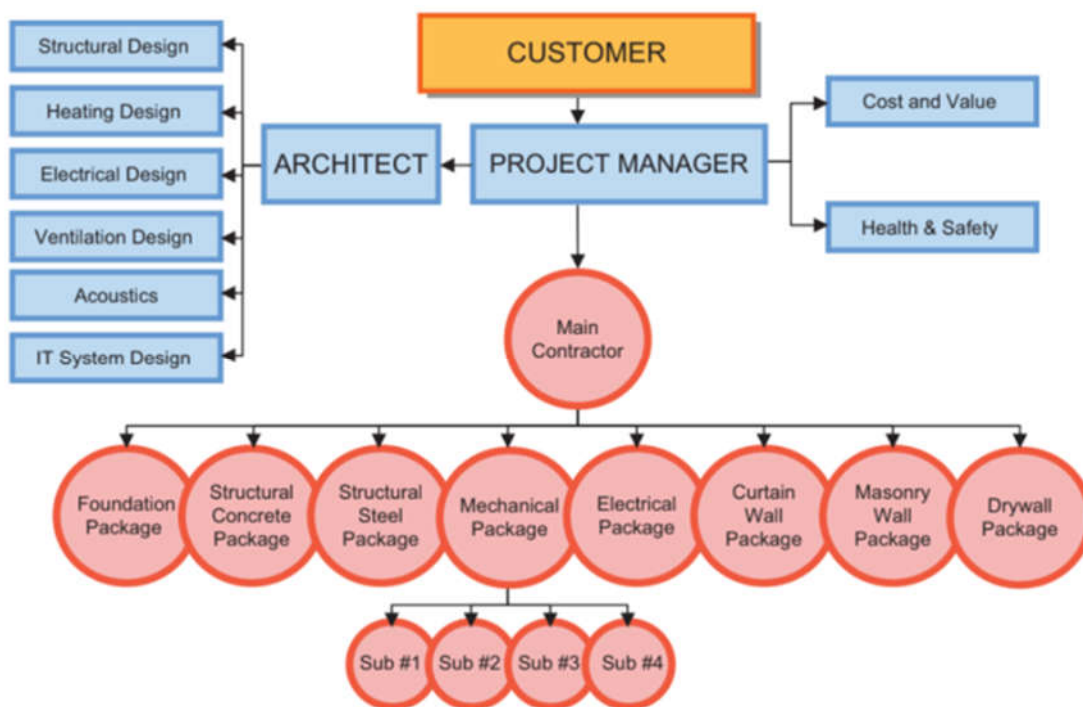 CUSTOMER
Structural Design
Heating Design
Electrical Design
Ventilation Design
Acoustics
IT System Design
ARCHITECT
PROJECT MANAGER
Cost and Value
Health & Safety
Main
Contractor
Foundation
Package
Structural
Concrete
Package
Structural
Steel
Package
Mechanical
Package
Electrical
Package
Curtain
Wall
Package
Masonry
Wall
Package
Drywall
Package
Sub #1
Sub #2
Sub #3
Sub #4